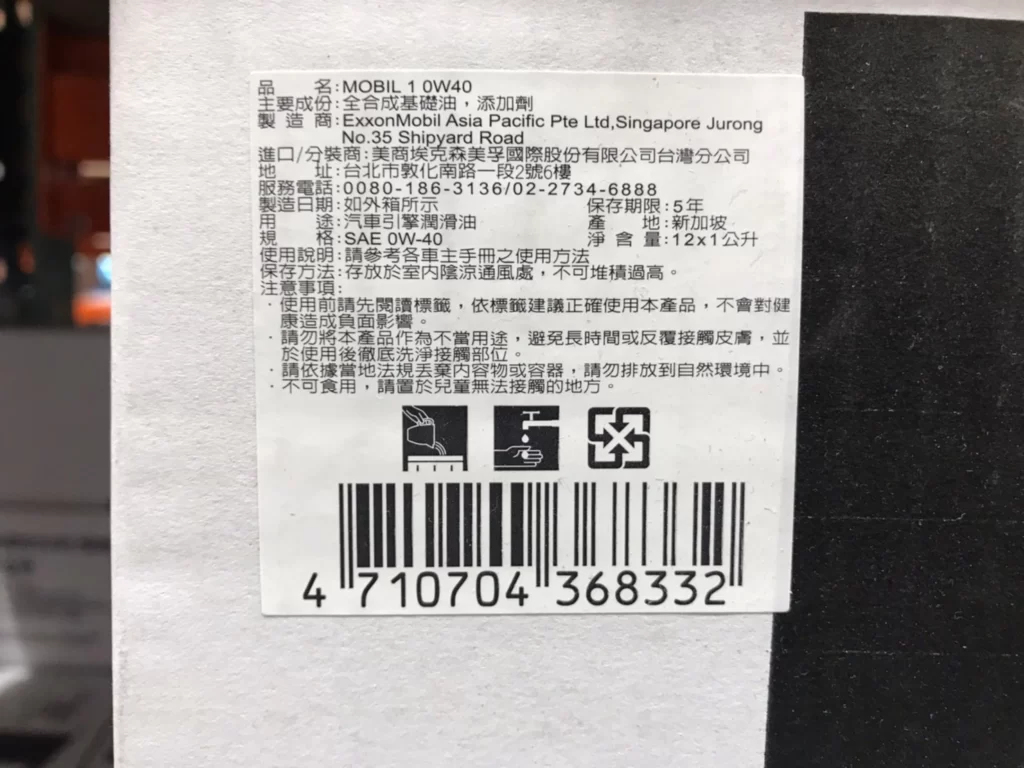 品 名:MOBIL 1 0W40
主要成份:全合成基礎油，添加劑
製 造 商:ExxonMobil Asia Pacific Pte Ltd,Singapore Jurong
No.35 Shipyard Road
進口/分裝商:美商埃克森美孚國際股份有限公司台灣分公司
地 址:台北市敦化南路一段2號6樓
服務電話:0080-186-3136/02-2734-6888
製造日期:如外箱所示 保存期限:5年
用 途:汽車引擎潤滑油 產 地:新加坡
規 格:SAE 0W-40 淨 含 量:12x1公升
使用說明:請參考各車主手冊之使用方法
保存方法:存放於室內陰涼通風處，不可堆積過高。
注意事項:
·使用前請先閱讀標籤，依標籤建議正確使用本產品，不會對健
康造成負面影響。
·請勿將本產品作為不當用途，避免長時間或反覆接觸皮膚，並
於使用後徹底洗淨接觸部位。
·請依據當地法規丟棄內容物或容器，請勿排放到自然環境中。
·不可食用，請置於兒童無法接觸的地方。
4 710704 368332